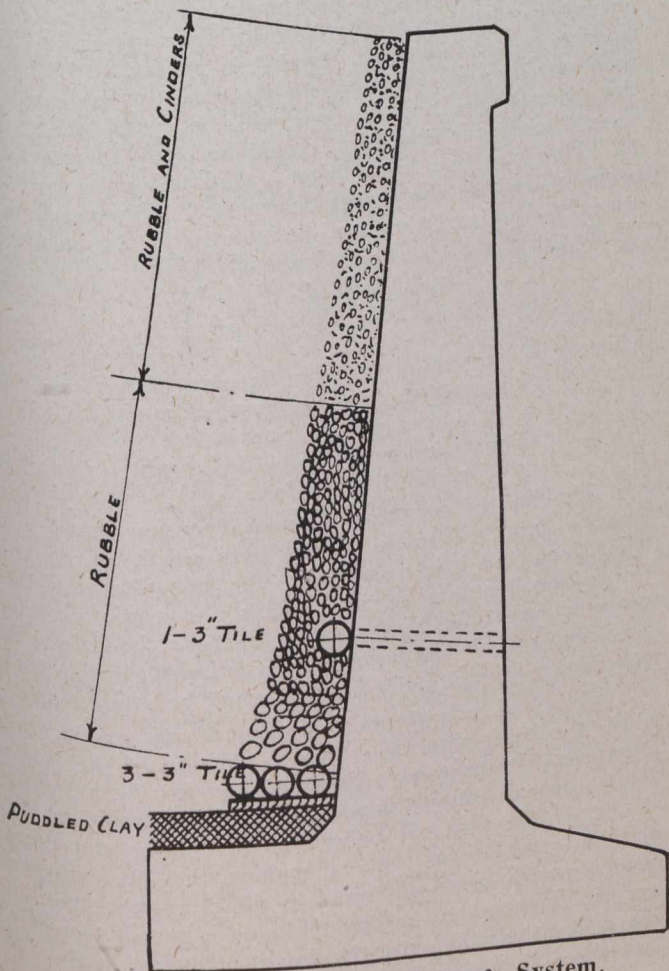 RUBBLE AND CINDERS
RUBBLE
1-3" TILE
3-3" TILE
PUDDLED CLAY
System